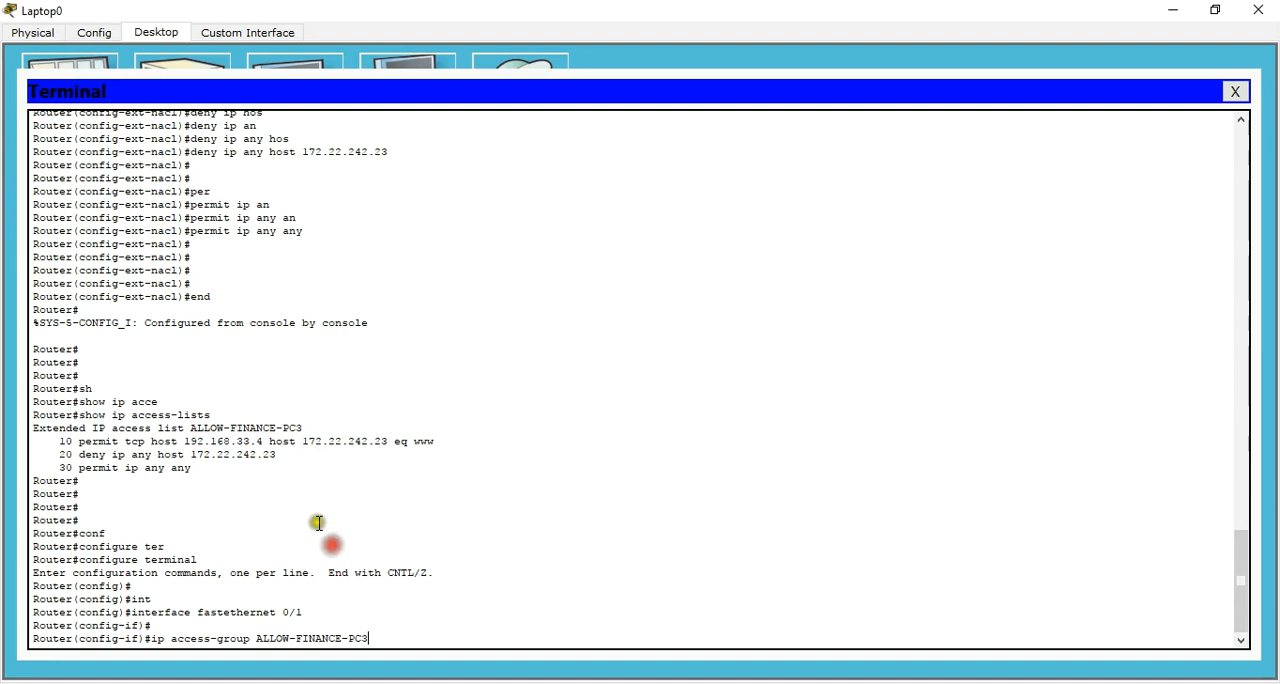 Laptop0
Physical
Config
Desktop
Custom Interface
Terminal
X
Router(config-ext-nacl)#deny ip hos
Router(config-ext-nacl)#deny ip an
Router(config-ext-nacl)#deny ip any hos
Router(config-ext-nacl)#deny ip any host 172.22.242.23
Router(config-ext-nacl)#
Router(config-ext-nacl)#
Router(config-ext-nacl)#per
Router(config-ext-nacl)#permit ip an
Router(config-ext-nacl)#permit ip any an
Router(config-ext-nacl)#permit ip any any
Router(config-ext-nacl)#
Router(config-ext-nacl)#
Router(config-ext-nacl)#
Router(config-ext-nacl)#
Router(config-ext-nacl)#end
Router#
%SYS-5-CONFIG_I: Configured from console by console
Router#
Router#
Router#
Router#sh
Router#show ip acce
Router#show ip access-lists
Extended IP access list ALLOW-FINANCE-PC3
10 permit tcp host 192.168.33.4 host 172.22.242.23 eq www
20 deny ip any host 172.22.242.23
30 permit ip any any
Router#
Router#
Router#
Router#
Router#conf
Router#configure ter
Router#configure terminal
Enter configuration commands, one per line. End with CNTL/Z.
Router(config)#
Router(config)#int
Router(config)#interface fastethernet 0/1
Router(config-if)#
Router(config-if)#ip access-group ALLOW-FINANCE-PC3